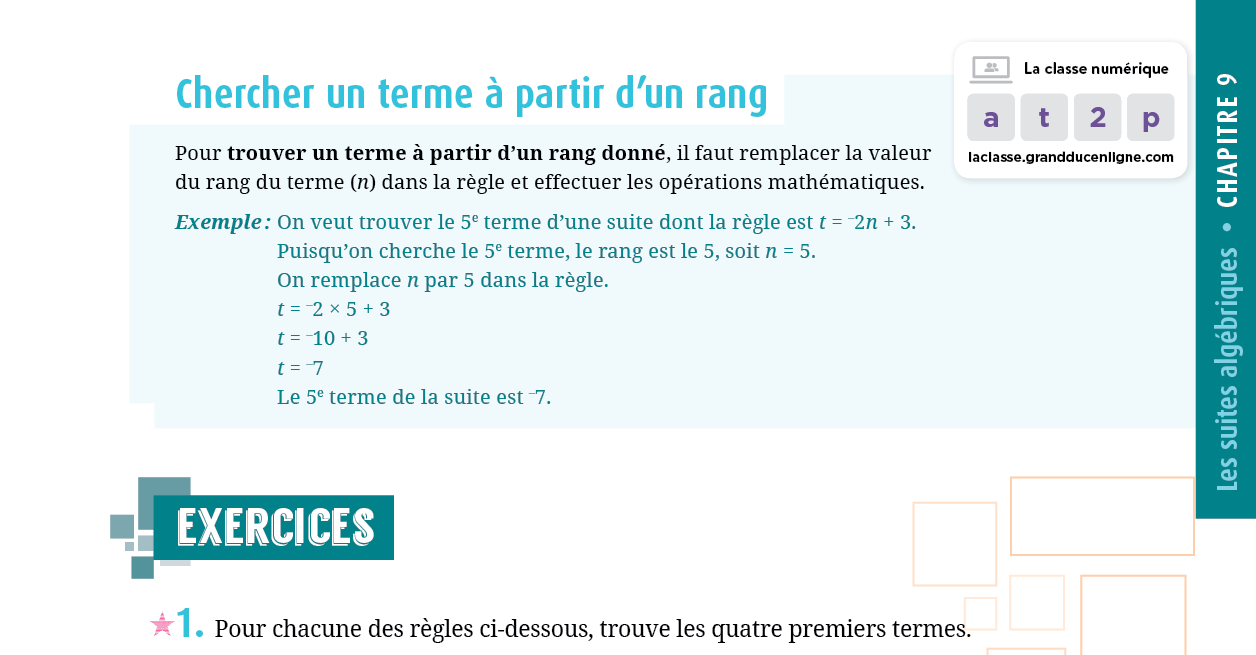 Chercher un terme à partir d’un rang
La classe numérique
a t 2 p
laclasse.grandducenligne.com
Pour trouver un terme à partir d’un rang donné, il faut remplacer la valeur
du rang du terme (n) dans la règle et effectuer les opérations mathématiques.
Exemple : On veut trouver le 5e terme d’une suite dont la règle est t = ⁻2n + 3.
Puisqu’on cherche le 5e terme, le rang est le 5, soit n = 5.
On remplace n par 5 dans la règle.
t = ⁻2 × 5 + 3
t = ⁻10 + 3
t = ⁻7
Le 5e terme de la suite est ⁻7.
Les suites algébriques • CHAPITRE 9
EXERCICES
1. Pour chacune des règles ci-dessous, trouve les quatre premiers termes.